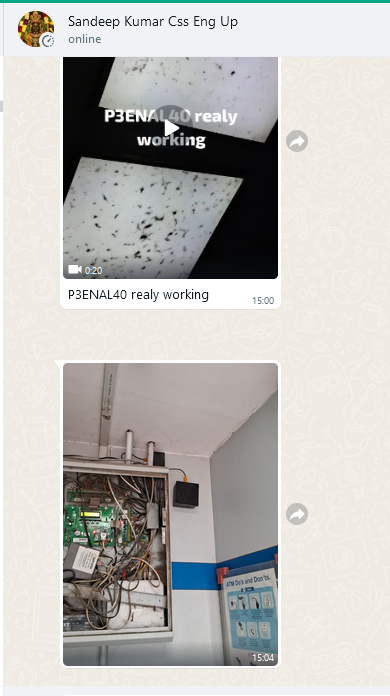 Sandeep Kumar Css Eng Up
online
P3ENAL40 realy
working
0:20
P3ENAL40 realy working
15:00
ATM Do's and Don'ts.
15:04